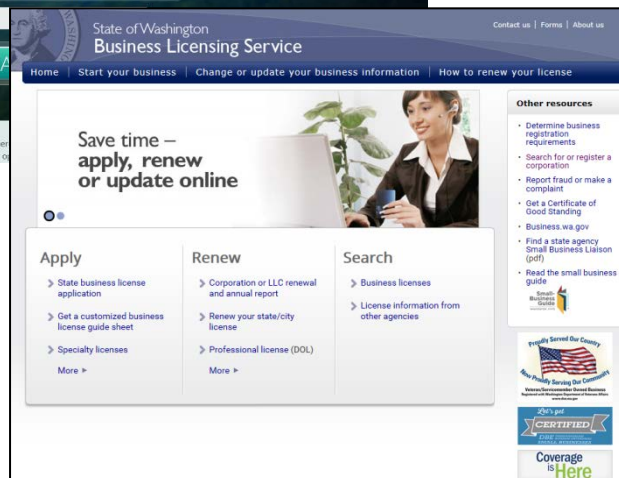 State of Washington
Business Licensing Service
Contact us | Forms | About us
Home | Start your business | Change or update your business information | How to renew your license
Save time –
apply, renew
or update online
Apply
State business license
application
Get a customized business
license guide sheet
Specialty licenses
More
Renew
Corporation or LLC renewal
and annual report
Renew your state/city
license
Professional license (DOL)
More
Search
Business licenses
License information from
other agencies
Other resources
Determine business
registration
requirements
Search for or register a
corporation
Report fraud or make a
complaint
Get a Certificate of
Good Standing
Business.wa.gov
Find a state agency
Small Business Liaison
(pdf)
Read the small business
guide
Small-
Business
Guide
Proudly Served Our Country
Now Proudly Serving Our Community
Veteran/Servicemember Owned Business
Let's get
CERTIFIED
Coverage
is Here